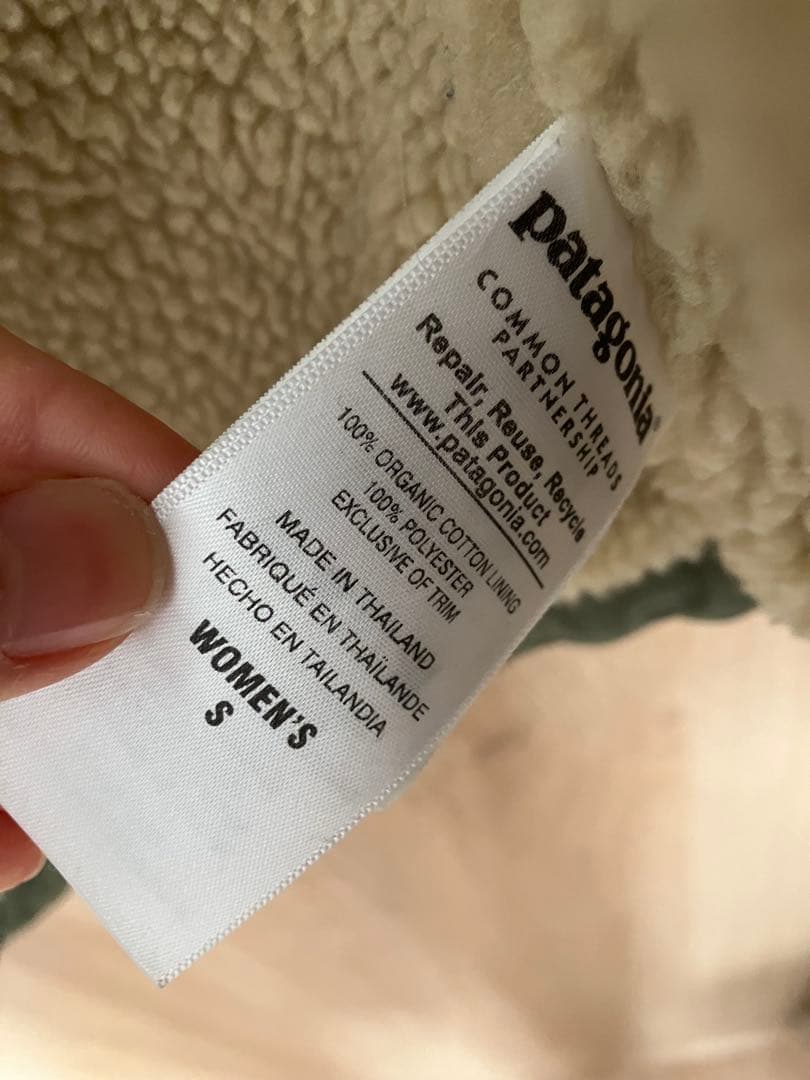 patagonia®
COMMON THREADS
PARTNERSHIP
Repair, Reuse, Recycle
This Product
www.patagonia.com
100% ORGANIC COTTON LINING
100% POLYESTER
EXCLUSIVE OF TRIM
MADE IN THAILAND
FABRIQUÉ EN THAÏLANDE
HECHO EN TAILANDIA
WOMEN'S
S